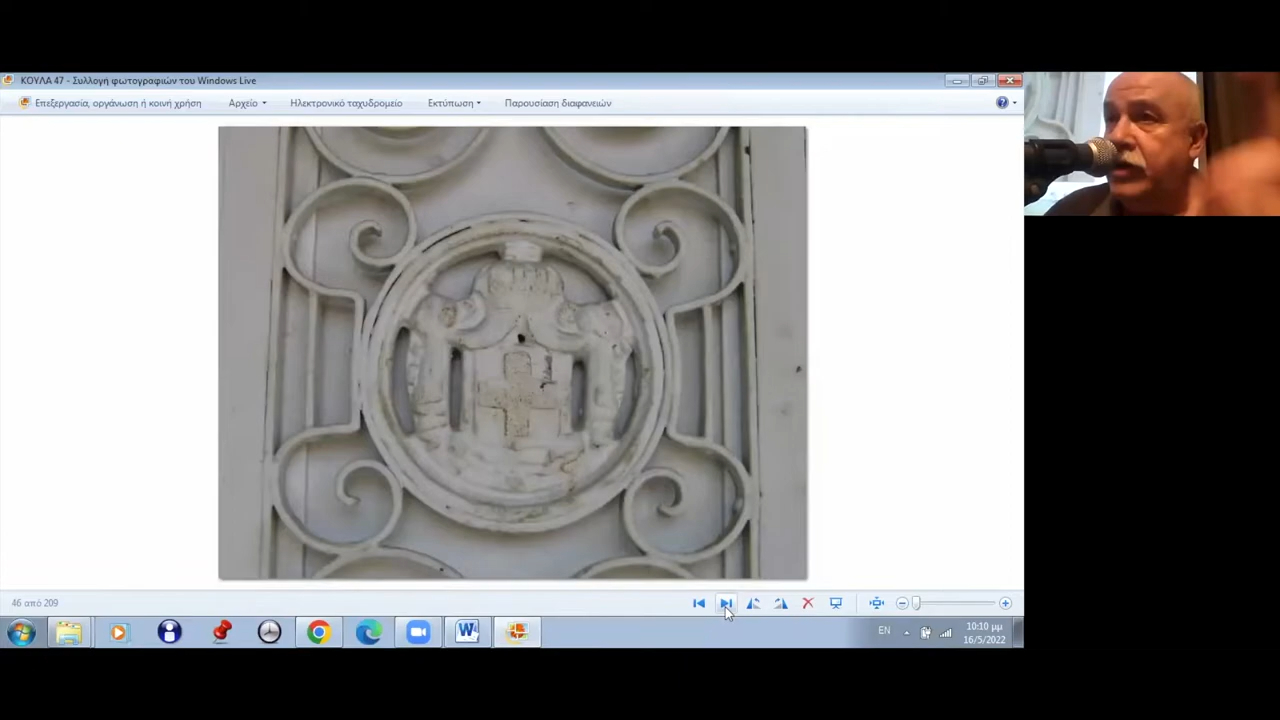 ΚΟΥΛΑ 47 - Συλλογή φωτογραφιών του Windows Live
Επεξεργασία, οργάνωση ή κοινή χρήση Αρχείο Ηλεκτρονικό ταχυδρομείο Εκτύπωση Παρουσίαση διαφανειών
46 από 209
EN
10:10 μμ
16/5/2022